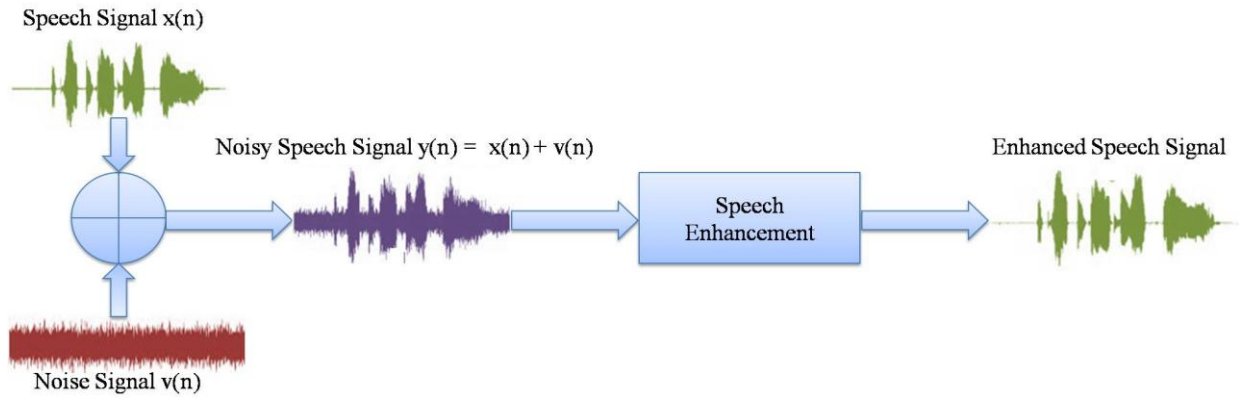 Speech Signal x(n)
Noisy Speech Signal y(n) = x(n) + v(n)
Enhanced Speech Signal
Speech
Enhancement
Noise Signal v(n)